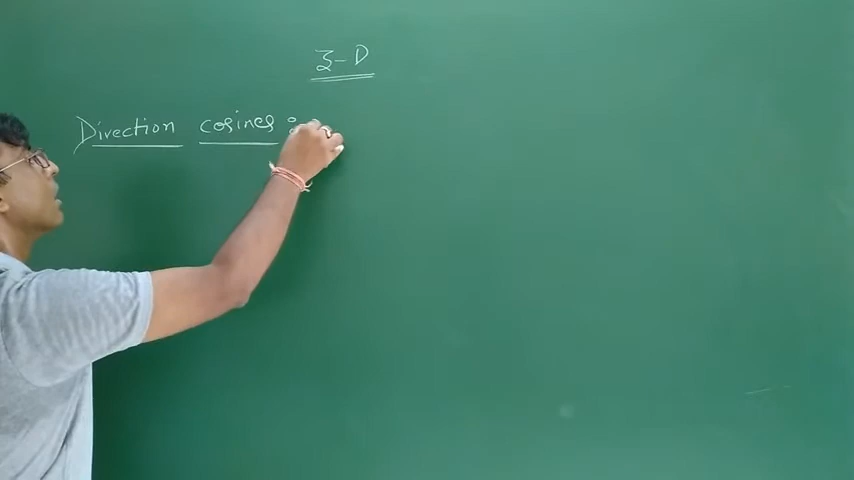 3-D
Direction cosines :-